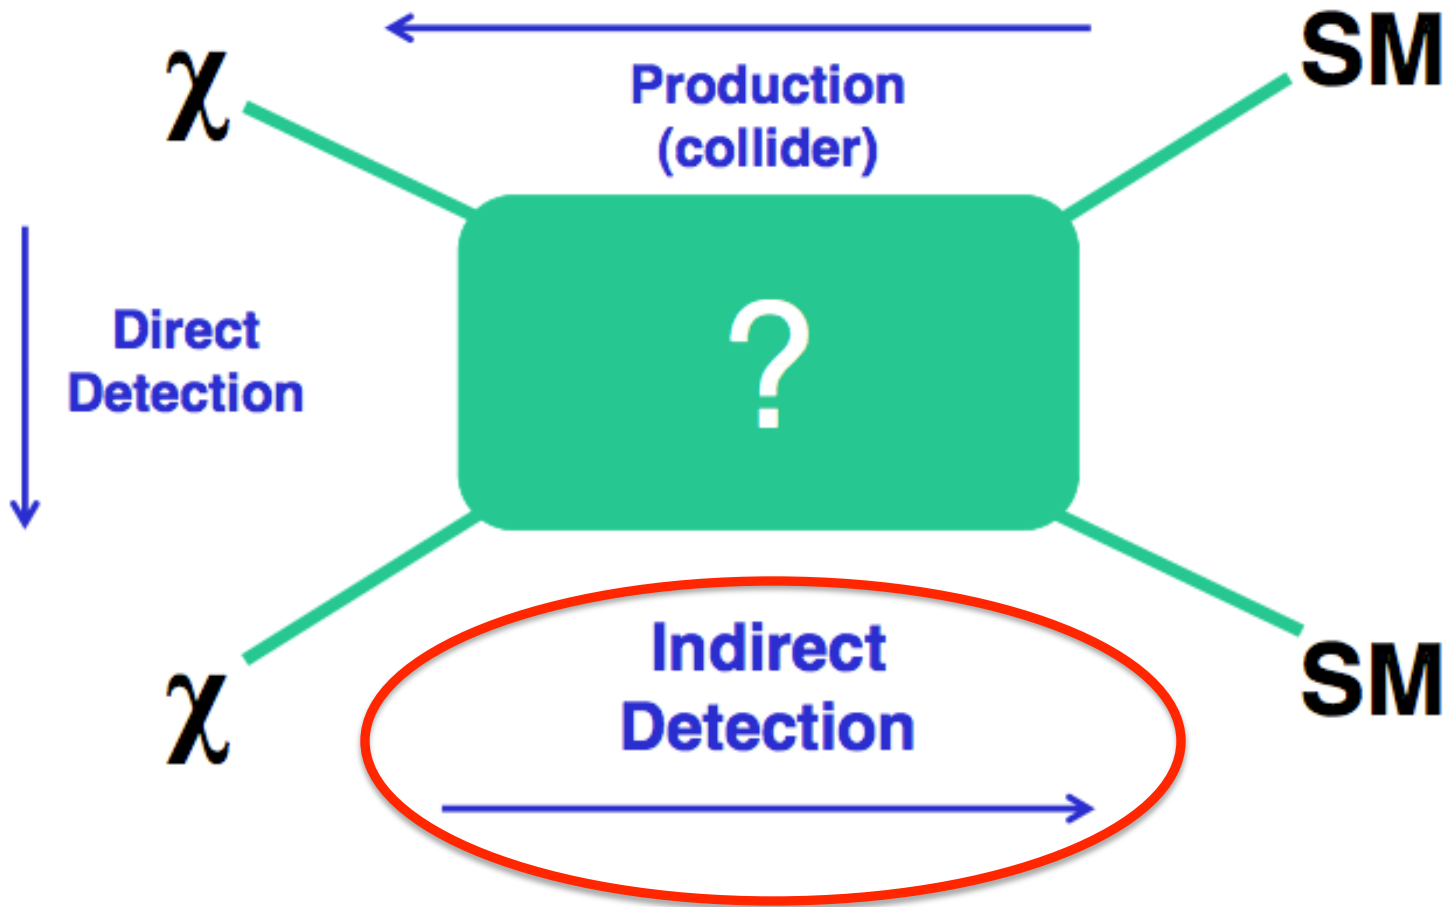 χ
SM
Production
(collider)
Direct
Detection
?
Indirect
Detection
χ
SM